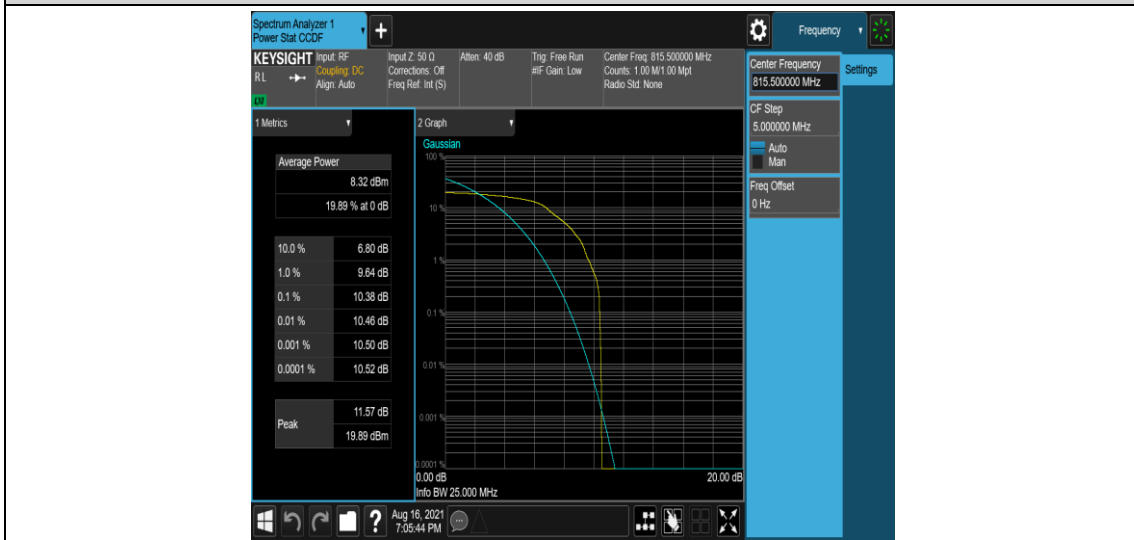 Spectrum Analyzer 1
Power Stat CCDF
+
Frequency
KEYSIGHT
Input: RF
Input Z: 50 Ω
Atten: 40 dB
Trig: Free Run
Center Freq: 815.500000 MHz
RL
Coupling: DC
Corrections: Off
#IF Gain: Low
Counts: 1.00 M/1.00 Mpt
Align: Auto
Freq Ref: Int (S)
Radio Std: None
LXI
Center Frequency
815.500000 MHz
Settings
CF Step
5.000000 MHz
Auto
Man
Freq Offset
0 Hz
1 Metrics
Average Power
8.32 dBm
19.89 % at 0 dB
10.0 % 6.80 dB
1.0 % 9.64 dB
0.1 % 10.38 dB
0.01 % 10.46 dB
0.001 % 10.50 dB
0.0001 % 10.52 dB
Peak
11.57 dB
19.89 dBm
2 Graph
Gaussian
100 %
10 %
1 %
0.1 %
0.01 %
0.001 %
0.0001 %
0.00 dB 20.00 dB
Info BW 25.000 MHz
?
Aug 16, 2021
7:05:44 PM